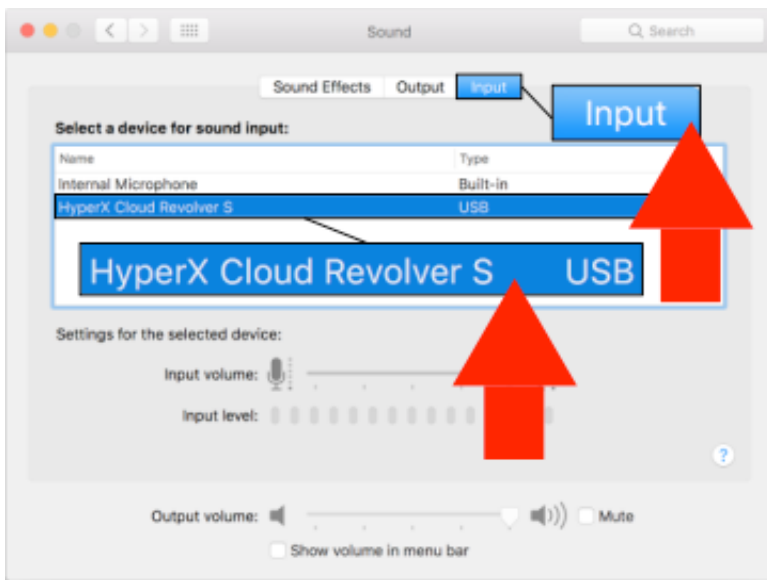 Sound
Search
Sound Effects Output Input
Input
Select a device for sound input:
Name Type
Internal Microphone Built-in
HyperX Cloud Revolver S USB
HyperX Cloud Revolver S USB
Settings for the selected device:
Input volume:
Input level:
?
Output volume: Mute
Show volume in menu bar